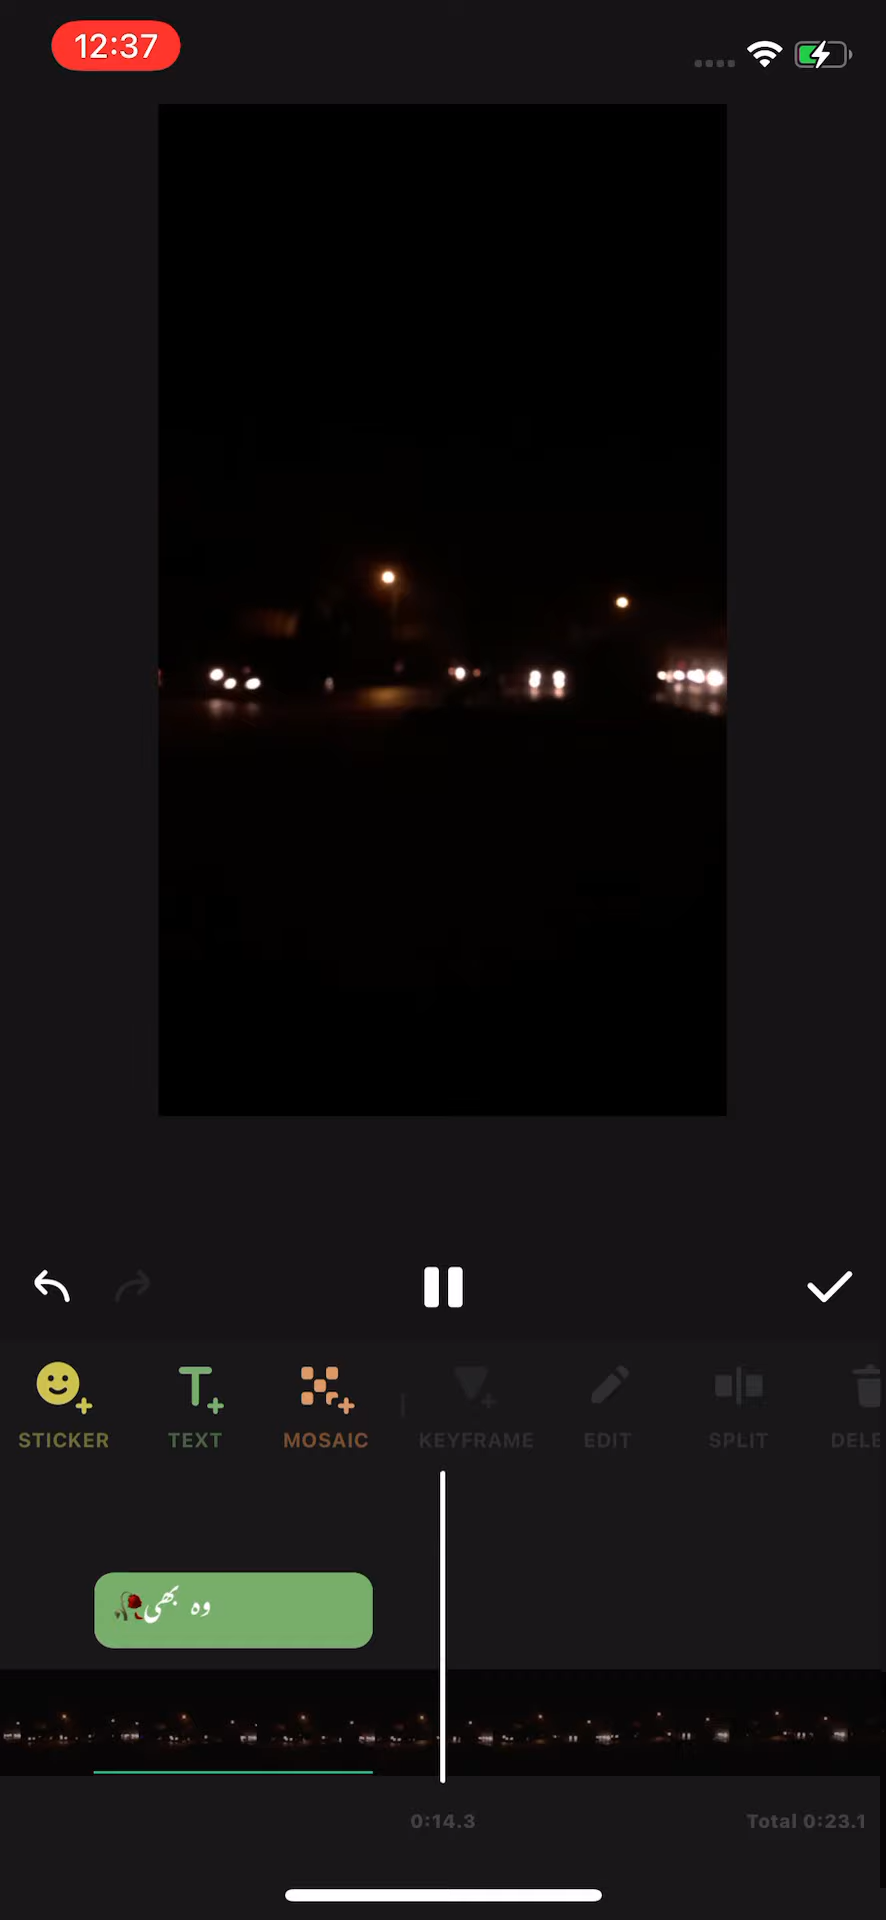 12:37
STICKER
TEXT
MOSAIC
KEYFRAME
EDIT
SPLIT
DELE
وہ بھی🥀
0:14.3
Total 0:23.1